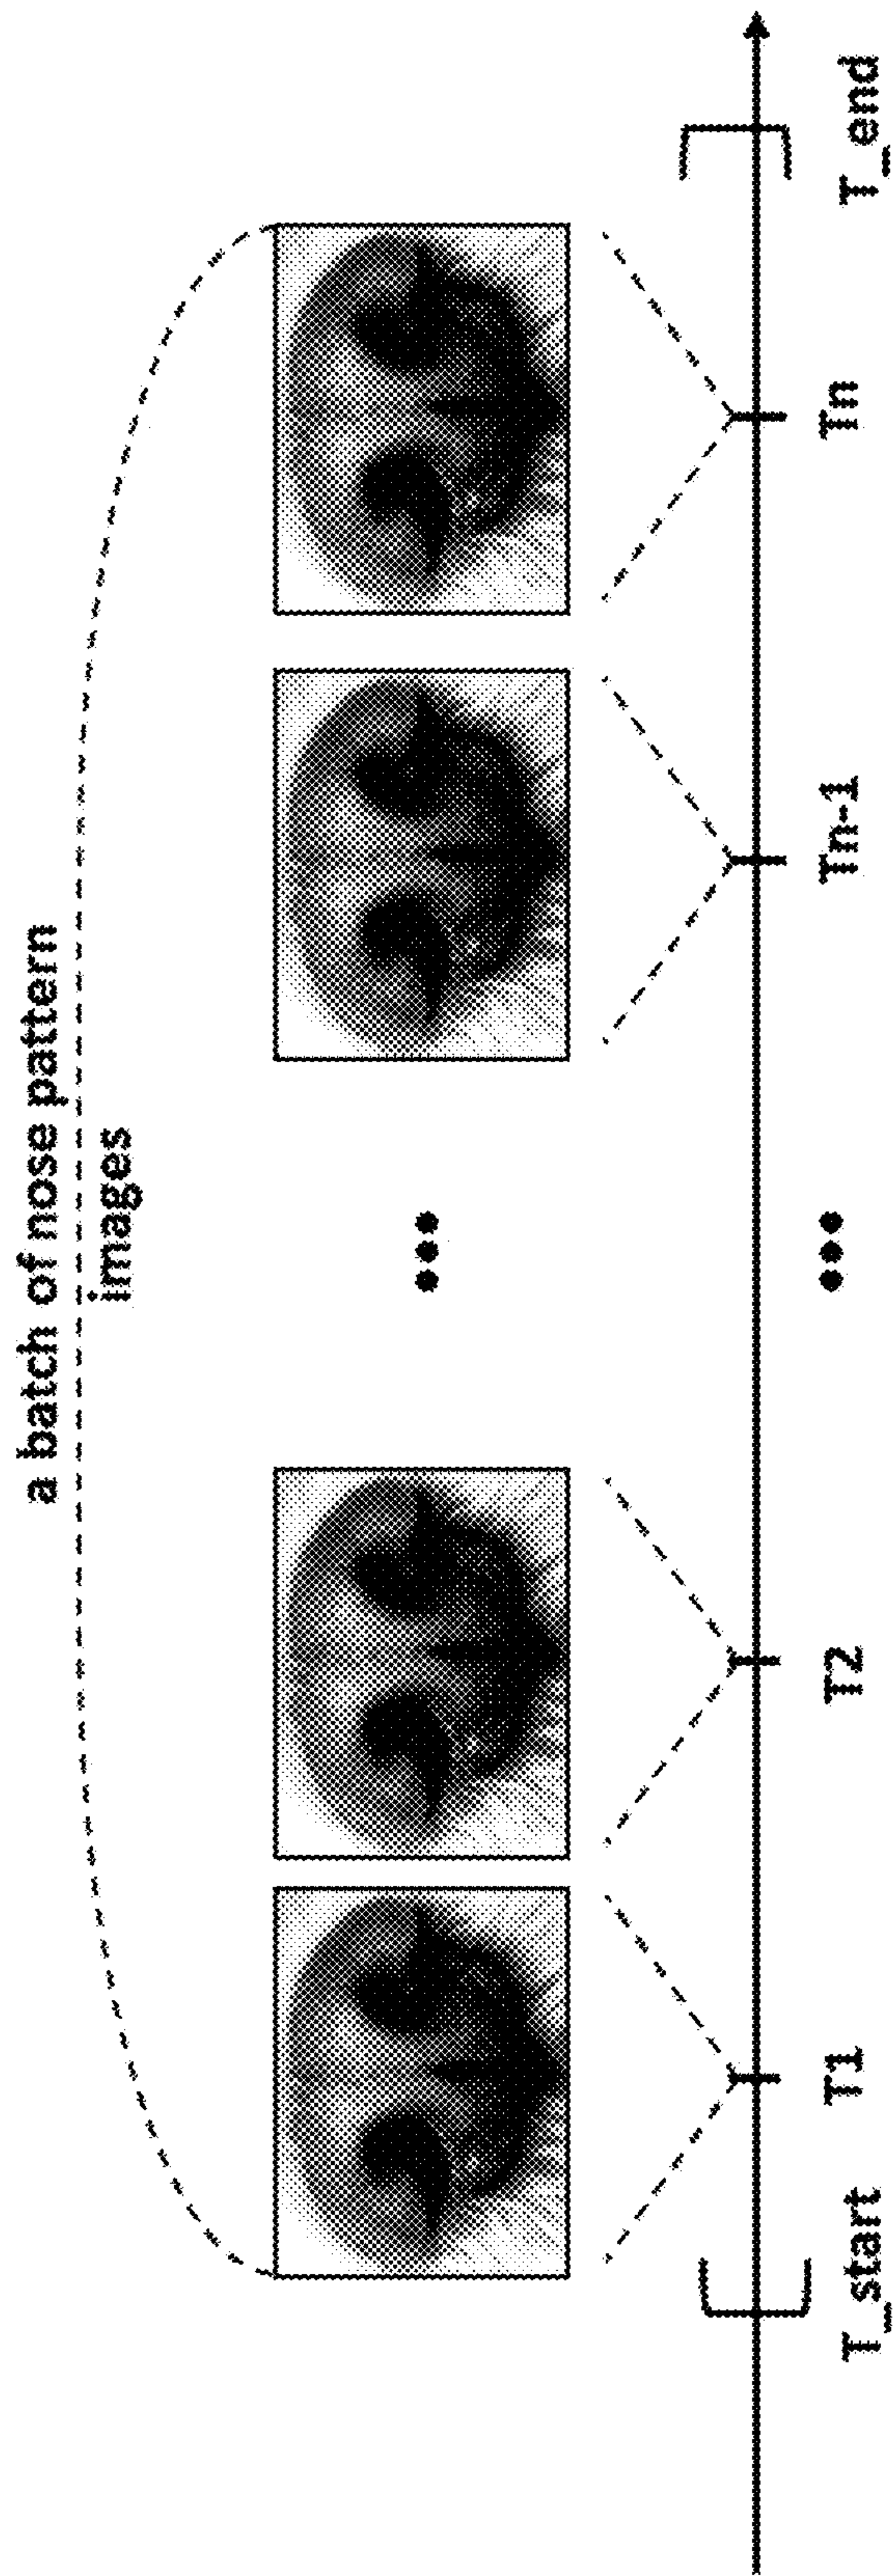 a batch of nose pattern
images
•••
•••
T_start
T1
T2
Tn-1
Tn
T_end